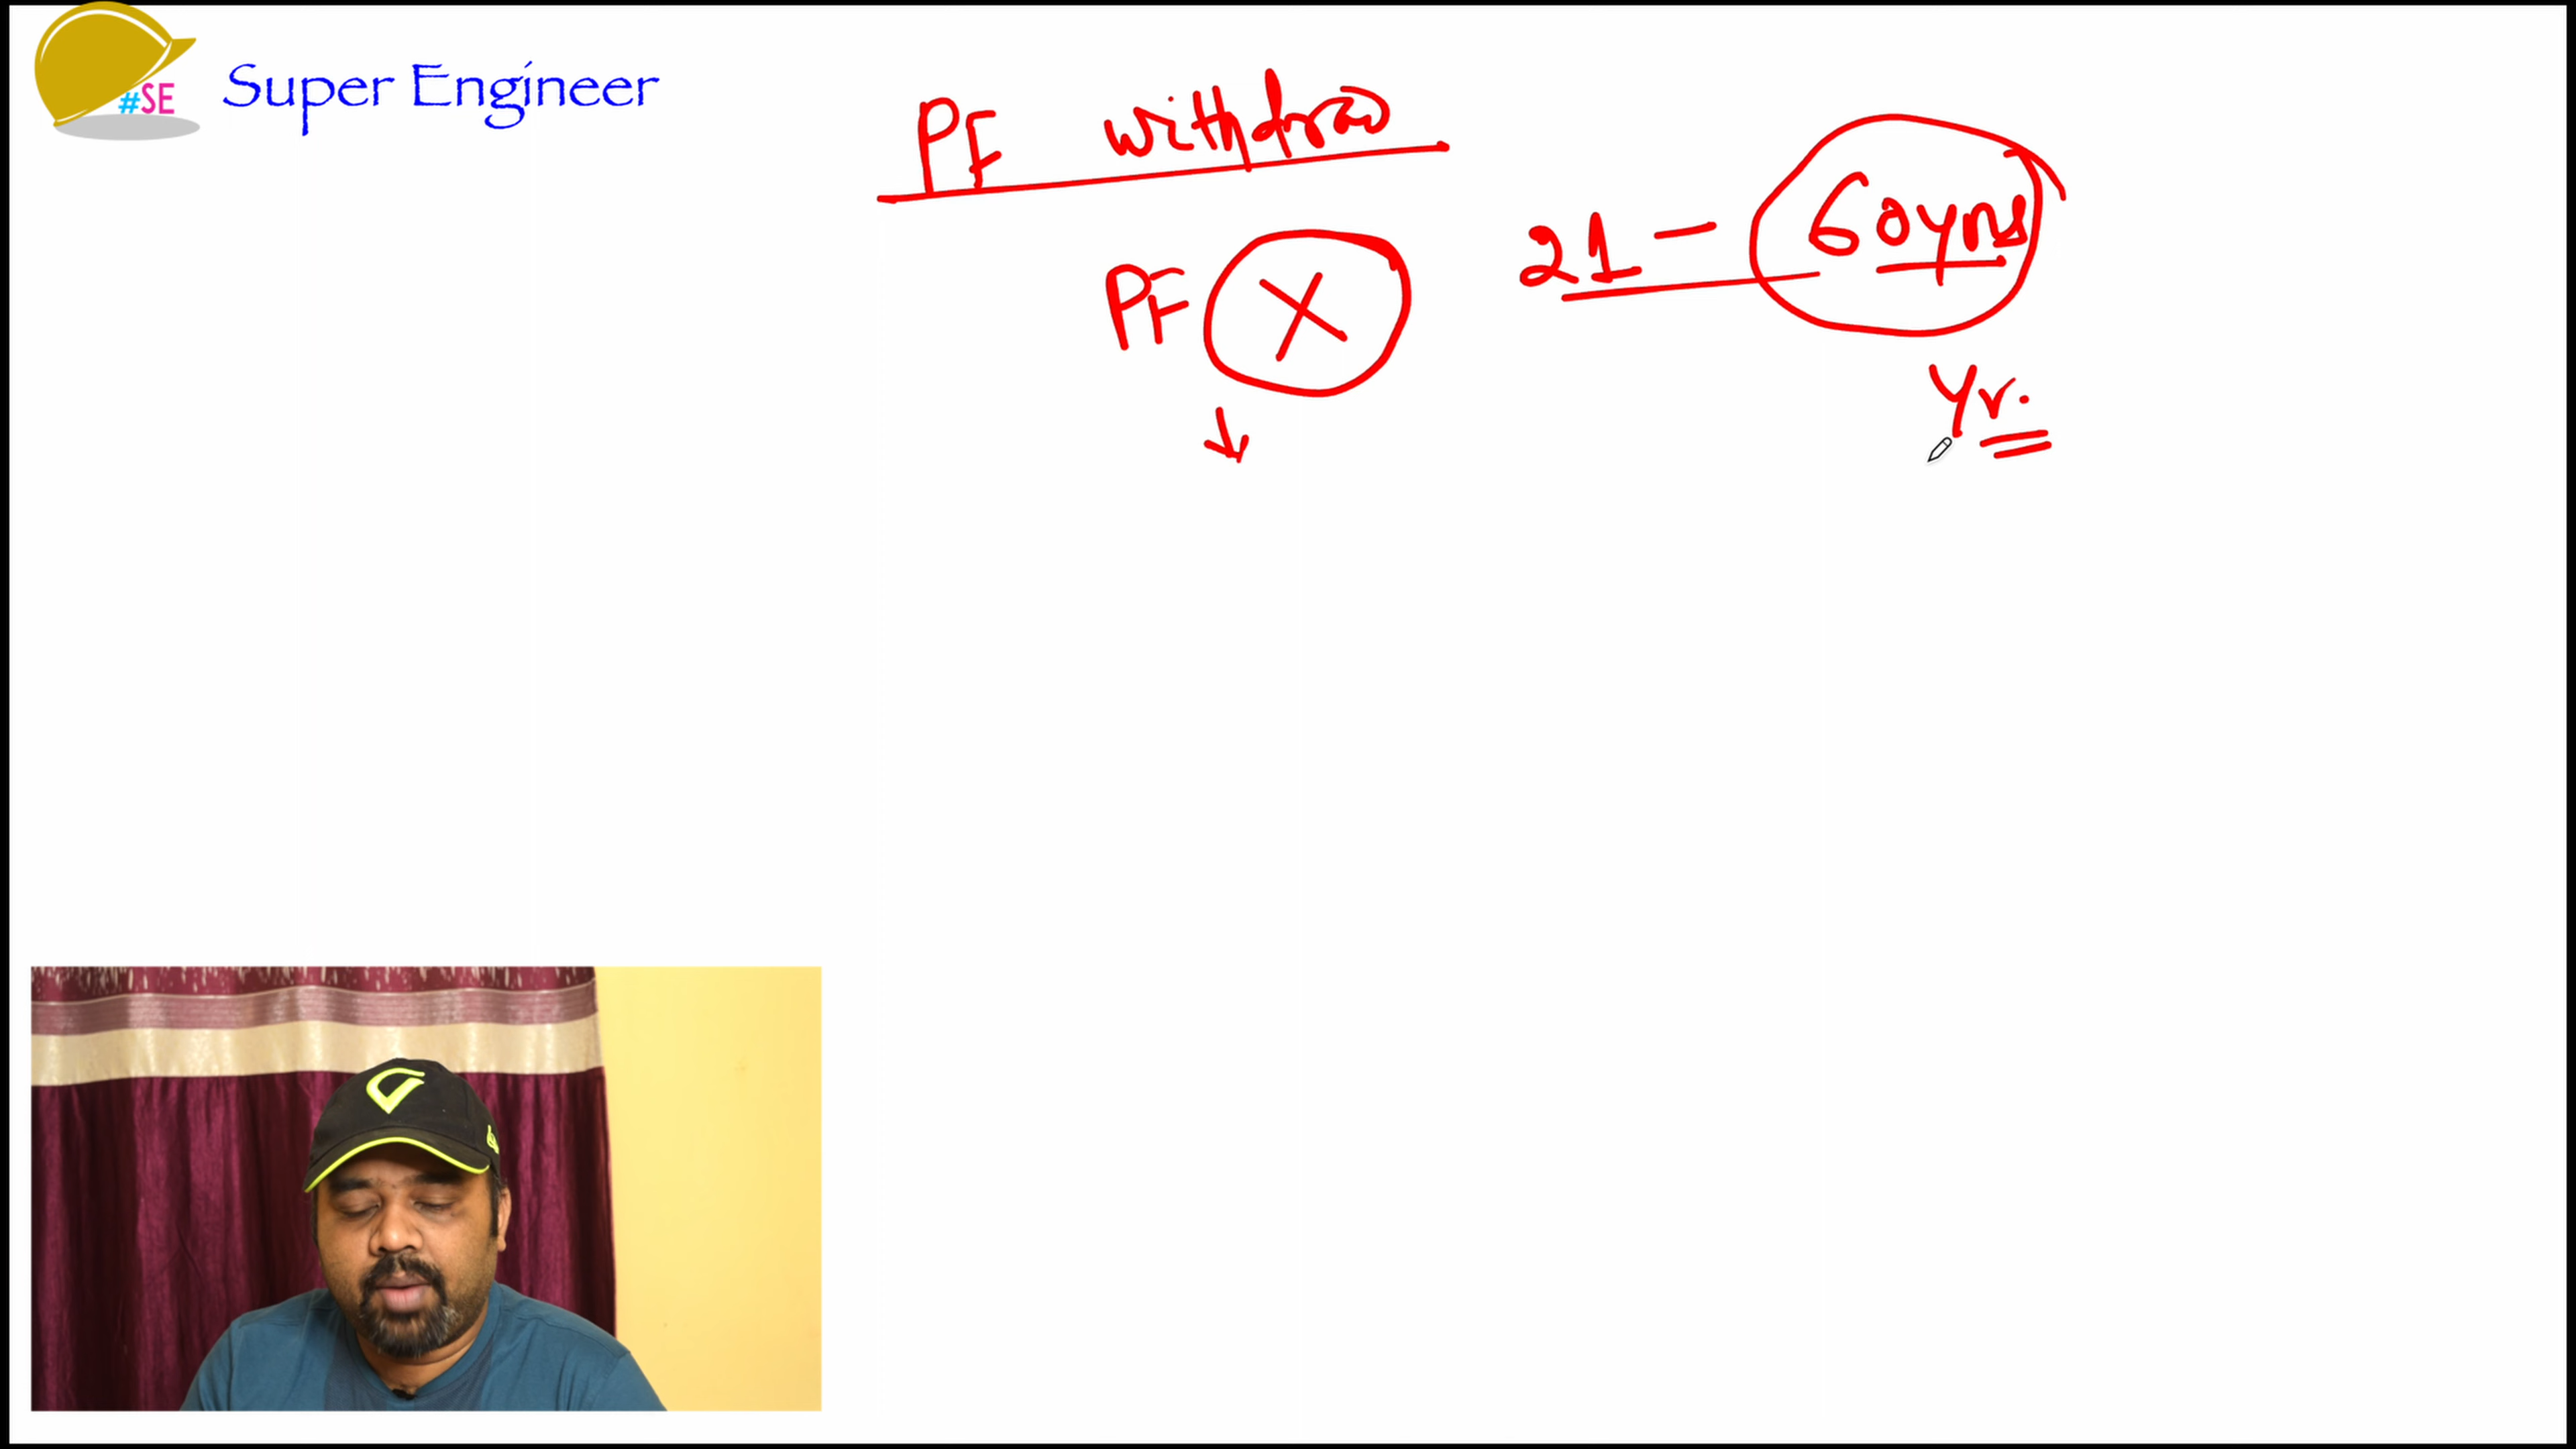 #SE
Super Engineer
PF withdraw
21 - 60yrs
PF X
Yr.